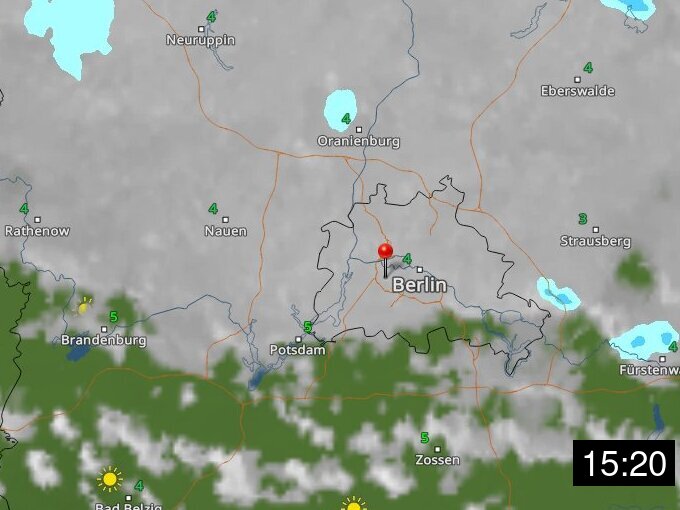 4
Neuruppin
4
Eberswalde
4
Oranienburg
4
Rathenow
4
Nauen
3
Strausberg
4
Berlin
5
Brandenburg
5
Potsdam
4
Fürstenwa
5
Zossen
15:20
4
Bad Belzig